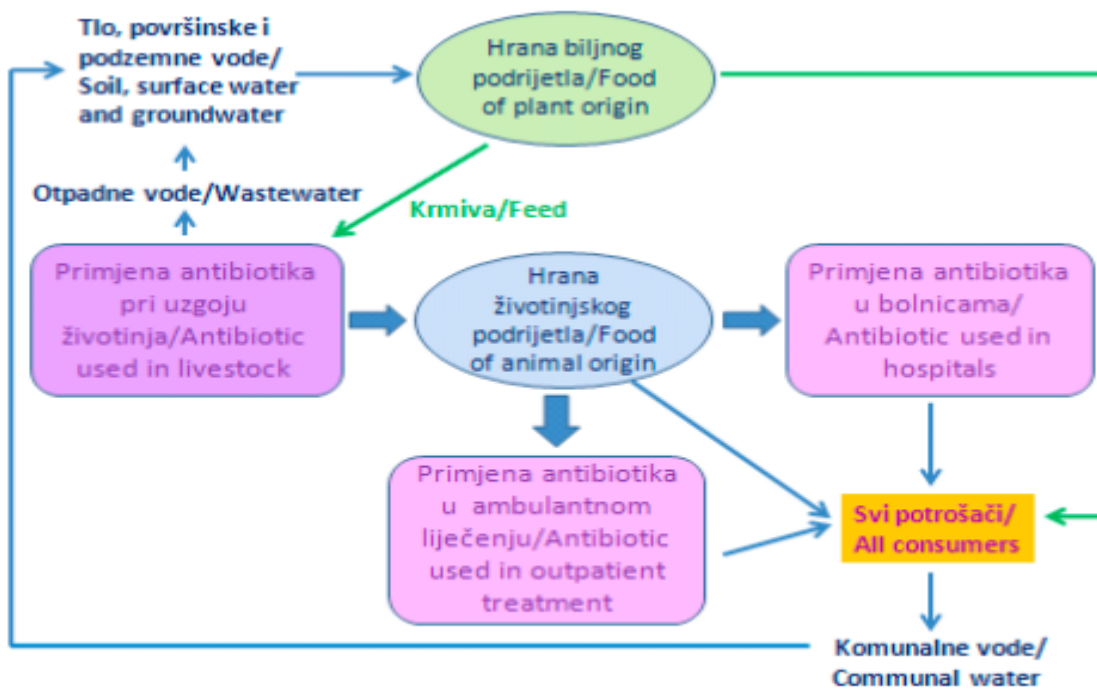 Tlo, površinske i
podzemne vode/
Soil, surface water
and groundwater
Hrana biljnog
podrijetla/Food
of plant origin
Otpadne vode/Wastewater
Krmiva/Feed
Primjena antibiotika
pri uzgoju
životinja/Antibiotic
used in livestock
Hrana
životinjskog
podrijetla/Food
of animal origin
Primjena antibiotika
u bolnicama/
Antibiotic used in
hospitals
Primjena antibiotika
u ambulantnom
liječenju/Antibiotic
used in outpatient
treatment
Svi potrošači/
All consumers
Komunalne vode/
Communal water